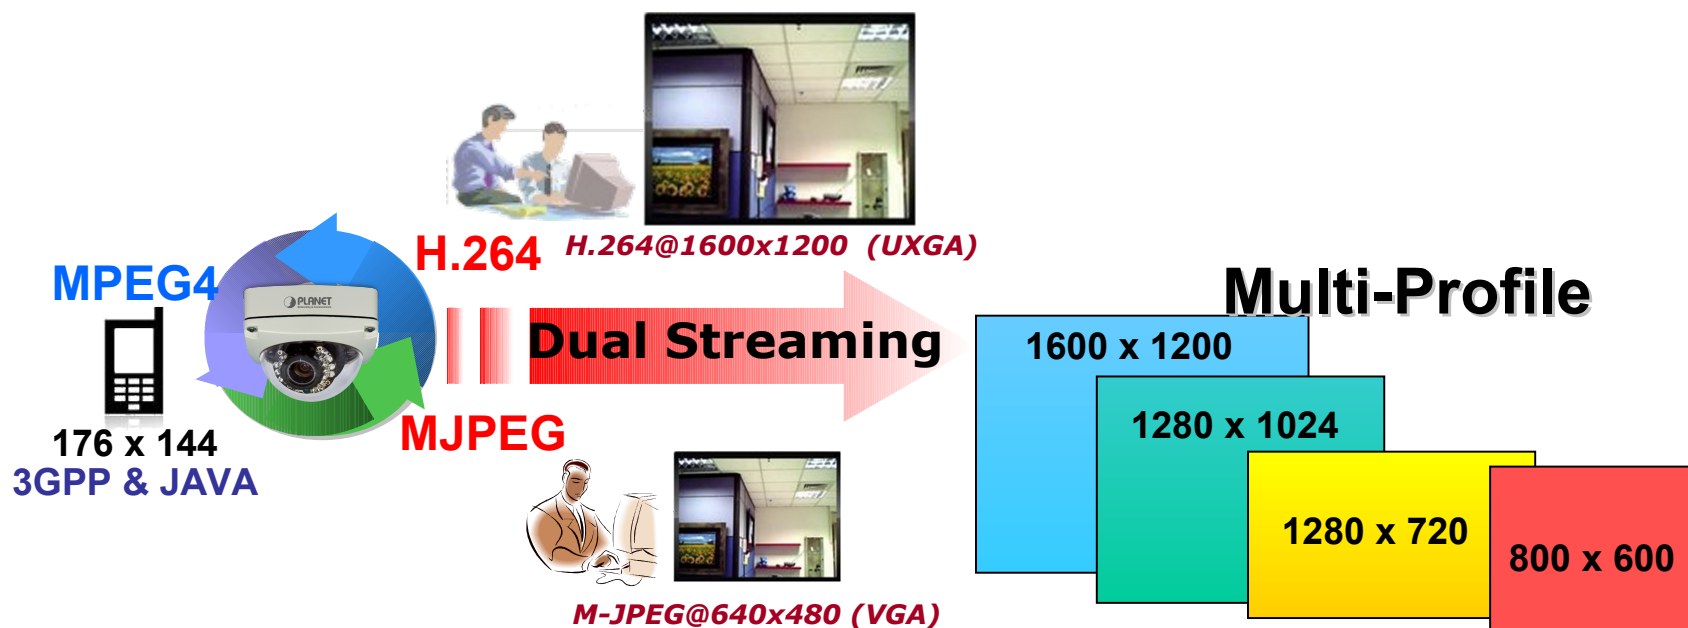 MPEG4
176 x 144
3GPP & JAVA
PLANET
H.264
MJPEG
H.264@1600x1200 (UXGA)
Dual Streaming
M-JPEG@640x480 (VGA)
Multi-Profile
1600 x 1200
1280 x 1024
1280 x 720
800 x 600